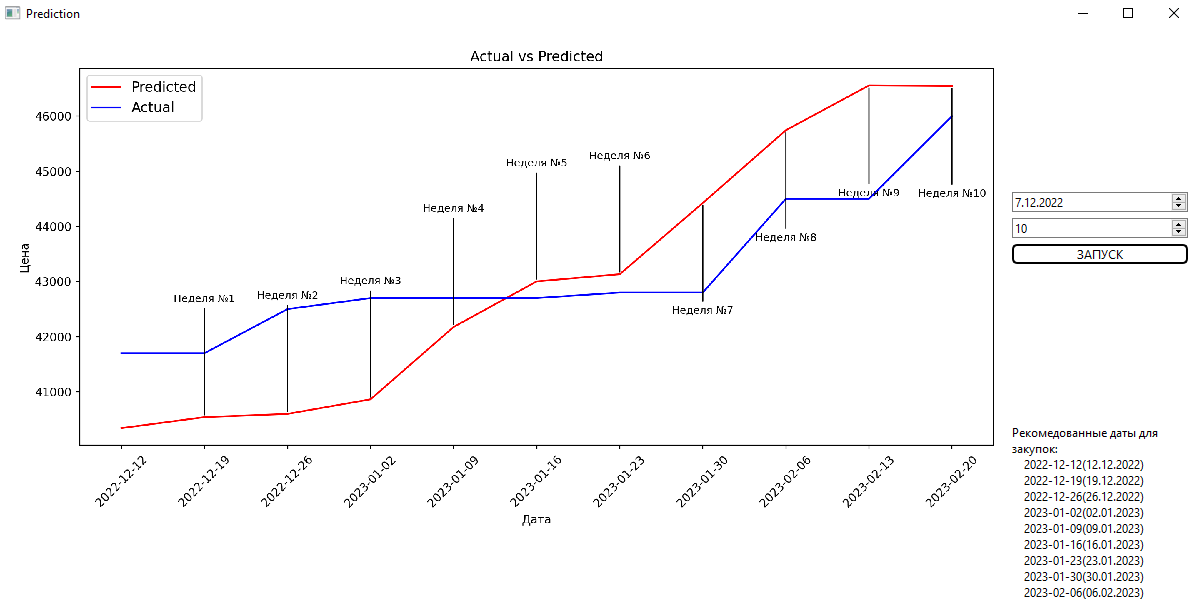 Prediction
Actual vs Predicted
Predicted
Actual
46000
45000
44000
43000
42000
41000
Цена
Неделя №1
Неделя №2
Неделя №3
Неделя №4
Неделя №5
Неделя №6
Неделя №7
Неделя №8
Неделя №9
Неделя №10
2022-12-12
2022-12-19
2022-12-26
2023-01-02
2023-01-09
2023-01-16
2023-01-23
2023-01-30
2023-02-06
2023-02-13
2023-02-20
Дата
7.12.2022
10
ЗАПУСК
Рекомедованные даты для
закупок:
2022-12-12(12.12.2022)
2022-12-19(19.12.2022)
2022-12-26(26.12.2022)
2023-01-02(02.01.2023)
2023-01-09(09.01.2023)
2023-01-16(16.01.2023)
2023-01-23(23.01.2023)
2023-01-30(30.01.2023)
2023-02-06(06.02.2023)